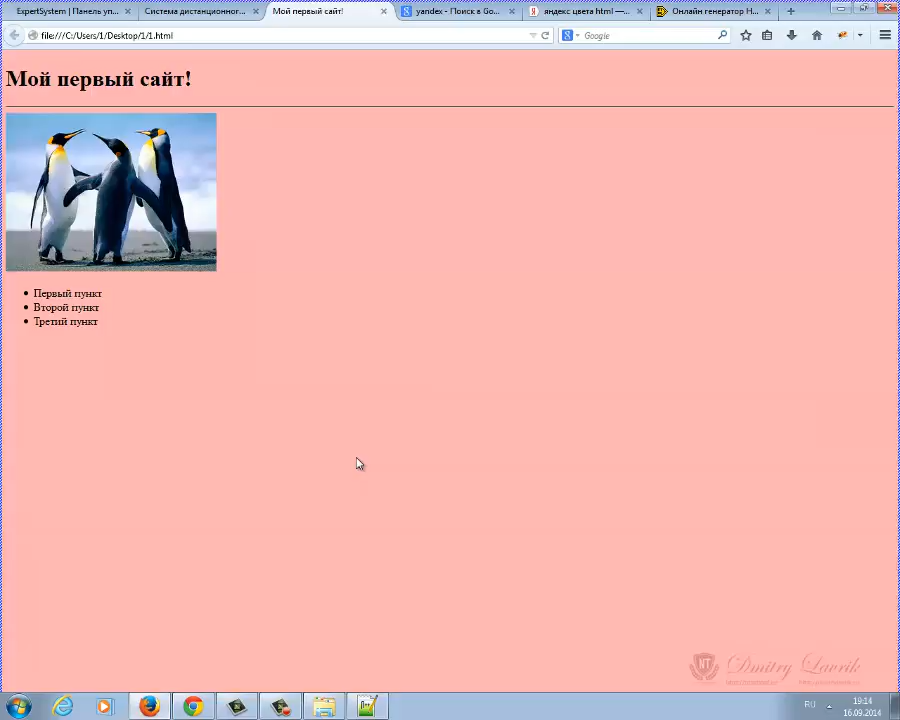 ExpertSystem | Панель уп...
Система дистанционног...
Мой первый сайт!
yandex - Поиск в Go...
яндекс цвета html —...
Онлайн генератор H...
file:///C:/Users/1/Desktop/1/1.html
Google
Мой первый сайт!
Первый пункт
Второй пункт
Третий пункт
NT Dmitry Lavrik
RU
19:14
16.09.2014